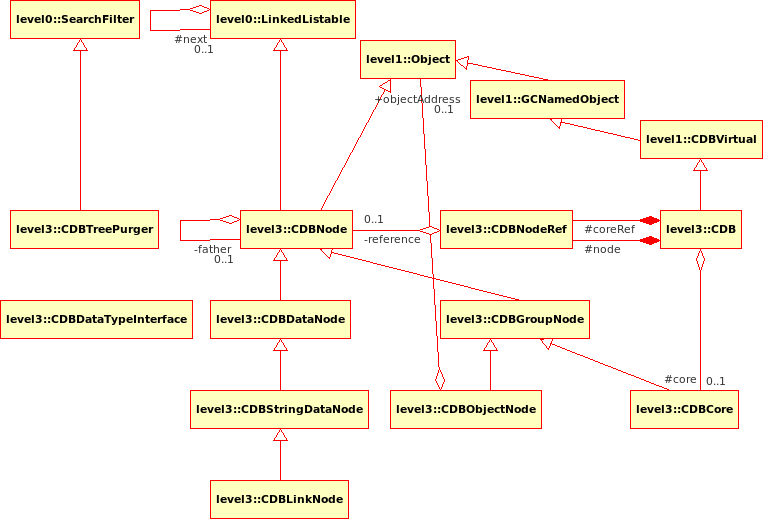 level0::SearchFilter
level0::LinkedListable
#next
0..1
level1::Object
level1::GCNamedObject
+objectAddress
0..1
level1::CDBVirtual
level3::CDBTreePurger
level3::CDBNode
0..1
-reference
level3::CDBNodeRef
#coreRef
#node
level3::CDB
-father
0..1
level3::CDBDataTypeInterface
level3::CDBDataNode
level3::CDBGroupNode
#core
0..1
level3::CDBStringDataNode
level3::CDBObjectNode
level3::CDBCore
level3::CDBLinkNode